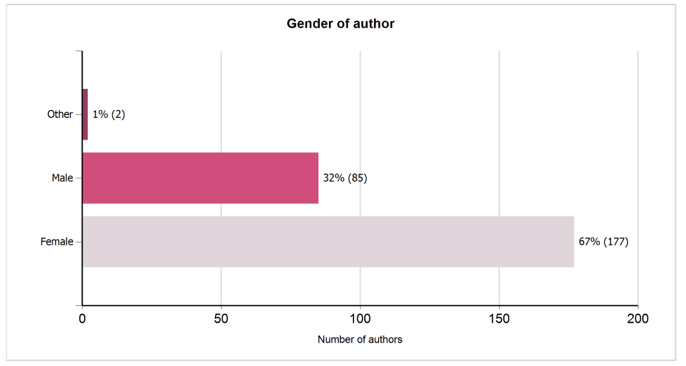 Gender of author
Other
1% (2)
Male
32% (85)
Female
67% (177)
0 50 100 150 200
Number of authors